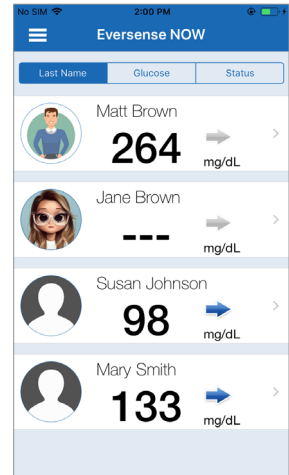 No SIM 2:00 PM
Eversense NOW
Last Name Glucose Status
Matt Brown
264
mg/dL
Jane Brown
---
mg/dL
Susan Johnson
98
mg/dL
Mary Smith
133
mg/dL